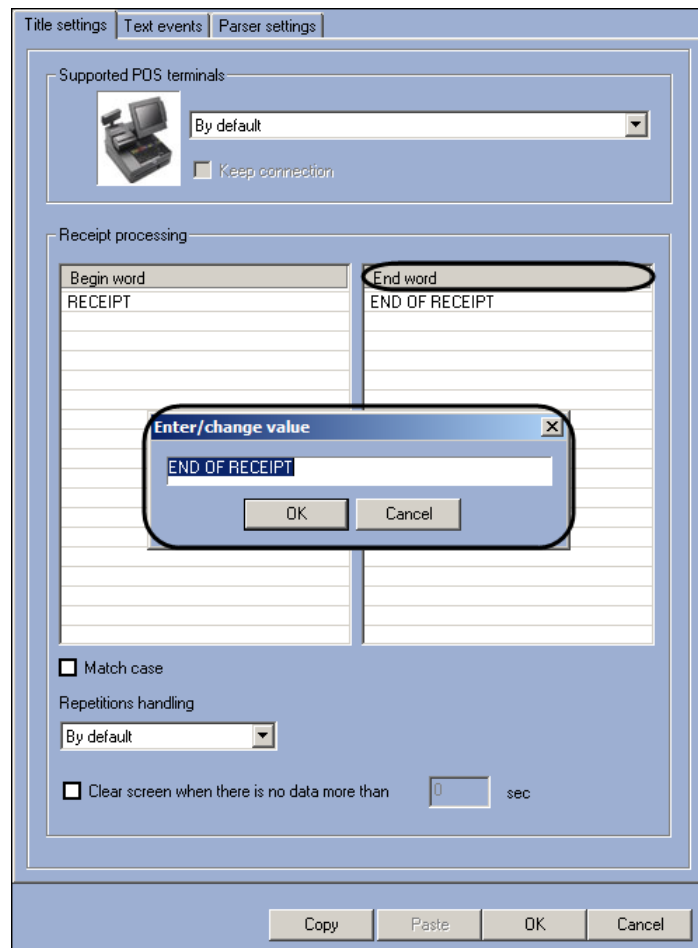 Title settings Text events Parser settings
Supported POS terminals
By default
Keep connection
Receipt processing
Begin word End word
RECEIPT END OF RECEIPT
Enter/change value
END OF RECEIPT
OK Cancel
Match case
Repetitions handling
By default
Clear screen when there is no data more than 0 sec
Copy Paste OK Cancel